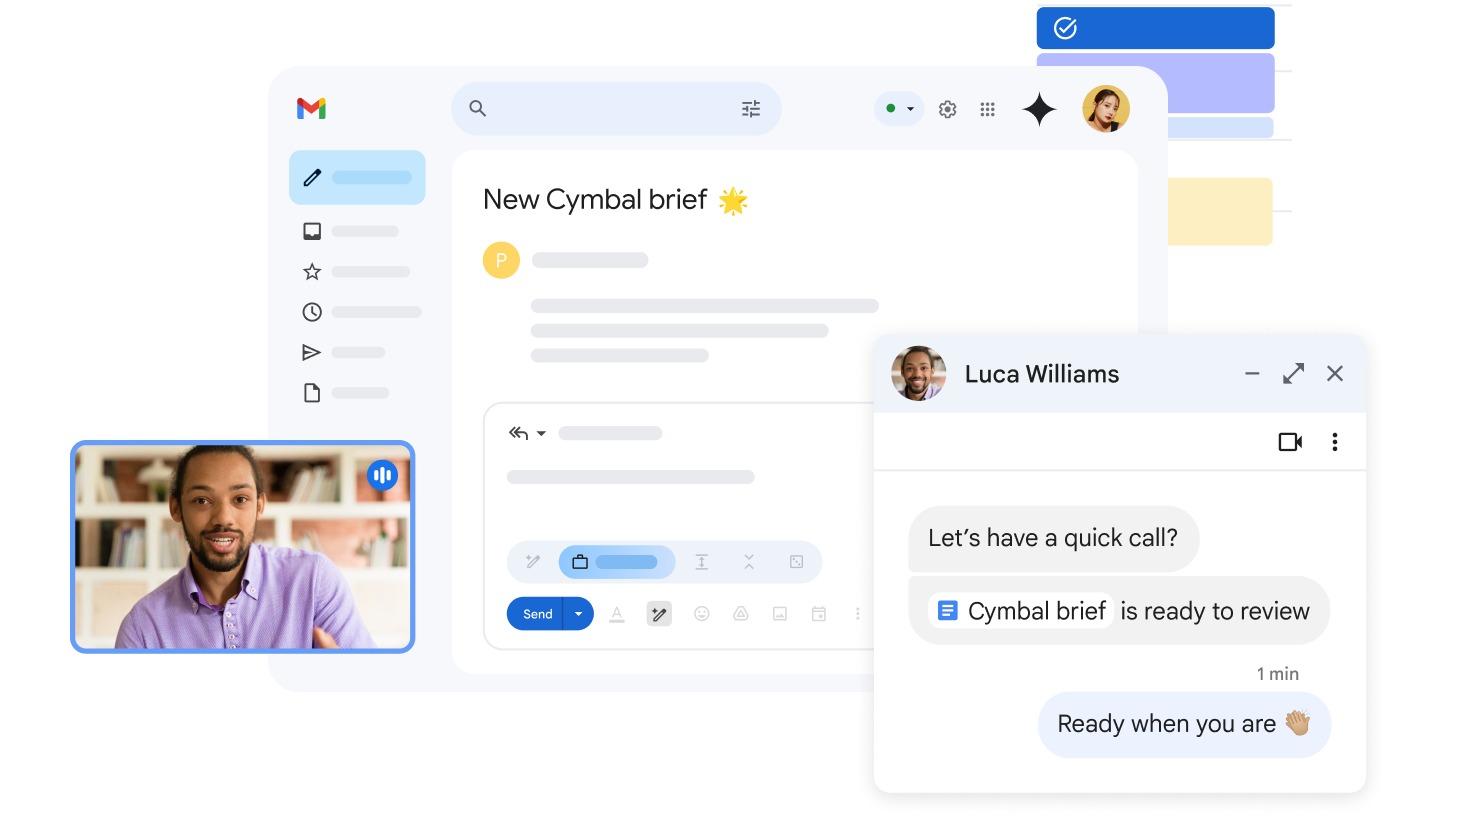 New Cymbal brief 🌟
P
Send
Luca Williams
Let’s have a quick call?
Cymbal brief is ready to review
1 min
Ready when you are 👏🏼